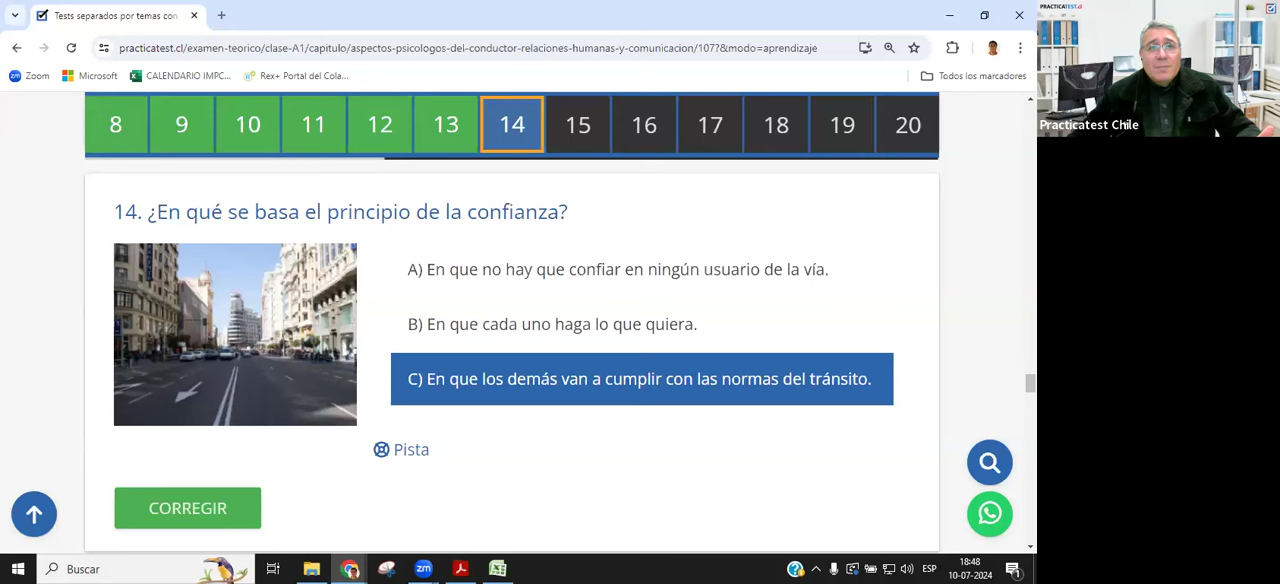 Tests separados por temas con
practicatest.cl/examen-teorico/clase-A1/capitulo/aspectos-psicologos-del-conductor-relaciones-humanas-y-comunicacion/107?&modo=aprendizaje
zm Zoom
Microsoft
CALENDARIO IMPC...
Rex+ Portal del Cola...
Todos los marcadores
PRACTICATEST.cl
Practicatest Chile
8 9 10 11 12 13 14 15 16 17 18 19 20
14. ¿En qué se basa el principio de la confianza?
A) En que no hay que confiar en ningún usuario de la vía.
B) En que cada uno haga lo que quiera.
C) En que los demás van a cumplir con las normas del tránsito.
Pista
CORREGIR
Buscar
zm
ESP
18:48
10-07-2024
1